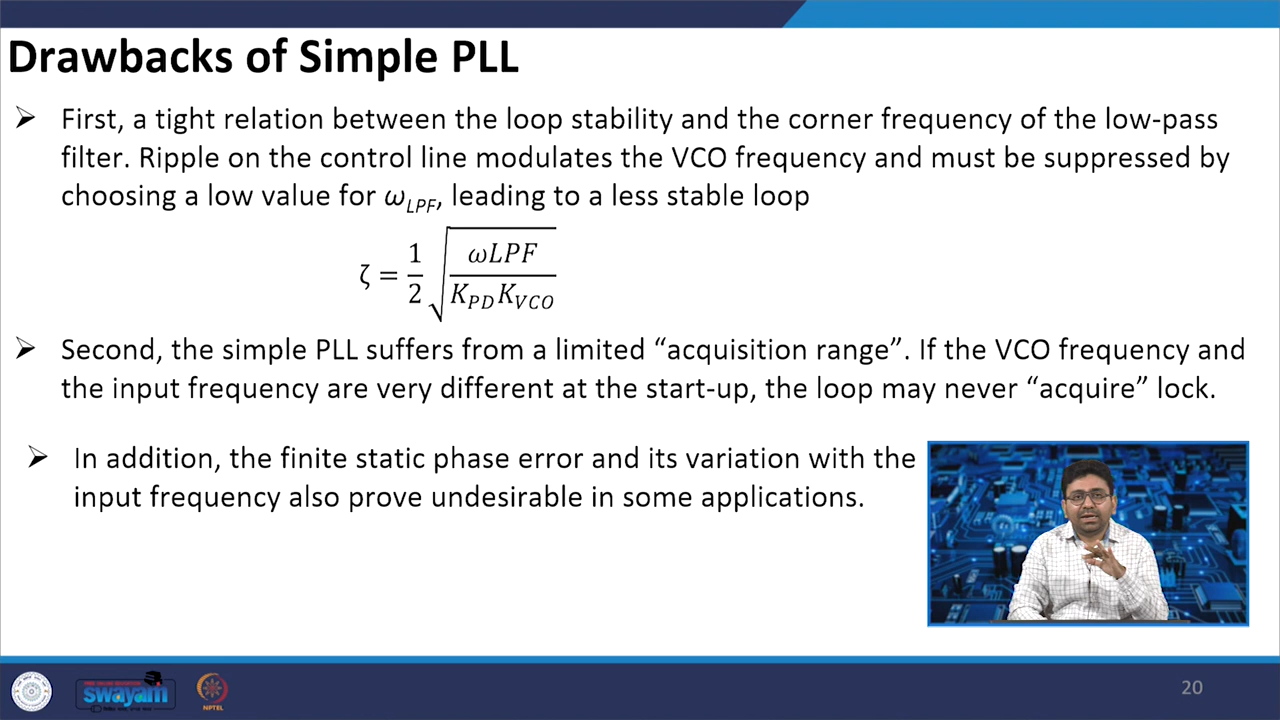 Drawbacks of Simple PLL
➢ First, a tight relation between the loop stability and the corner frequency of the low-pass
filter. Ripple on the control line modulates the VCO frequency and must be suppressed by
choosing a low value for ω_LPF, leading to a less stable loop
ζ = 1/2 √(ωLPF / (K_PD K_VCO))
➢ Second, the simple PLL suffers from a limited “acquisition range”. If the VCO frequency and
the input frequency are very different at the start-up, the loop may never “acquire” lock.
➢ In addition, the finite static phase error and its variation with the
input frequency also prove undesirable in some applications.
swayam
NPTEL
20